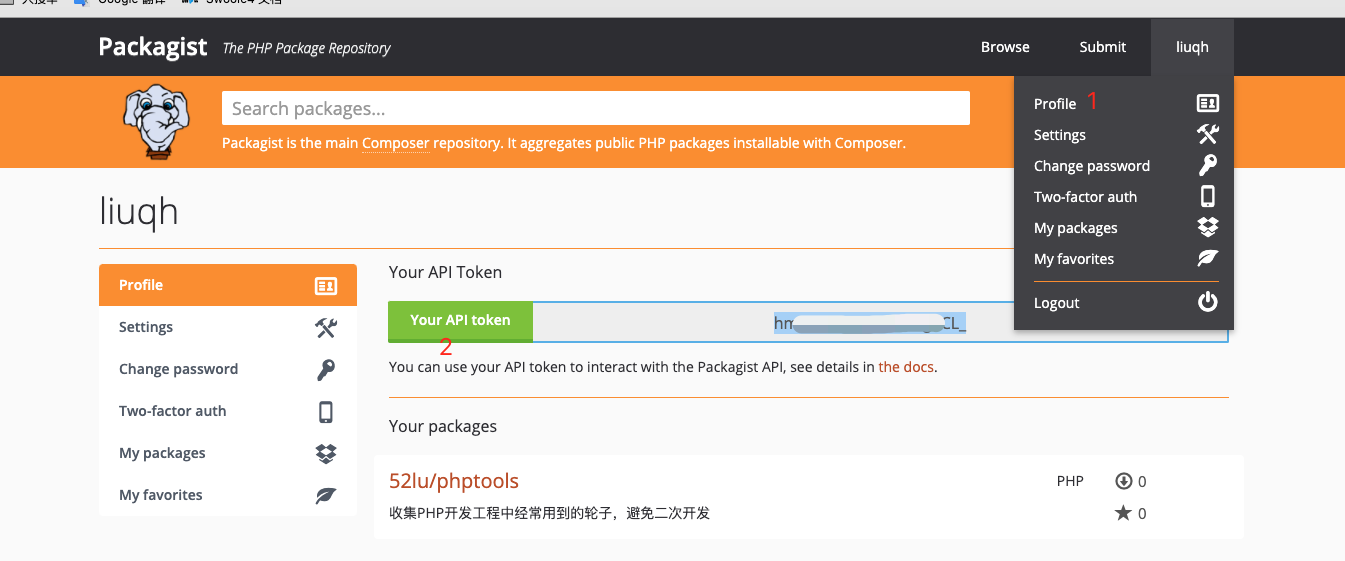 Packagist The PHP Package Repository
Browse Submit liuqh
Search packages...
Packagist is the main Composer repository. It aggregates public PHP packages installable with Composer.
Profile 1
Settings
Change password
Two-factor auth
My packages
My favorites
Logout
liuqh
Profile
Settings
Change password
Two-factor auth
My packages
My favorites
Your API Token
Your API token
2
You can use your API token to interact with the Packagist API, see details in the docs.
Your packages
52lu/phptools PHP 0
收集PHP开发工程中经常用到的轮子，避免二次开发 0